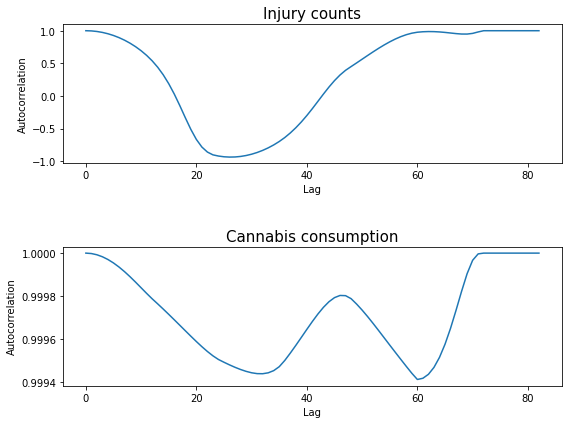 Injury counts
1.0
0.5
0.0
−0.5
−1.0
Autocorrelation
0 20 40 60 80
Lag
Cannabis consumption
1.0000
0.9998
0.9996
0.9994
Autocorrelation
0 20 40 60 80
Lag